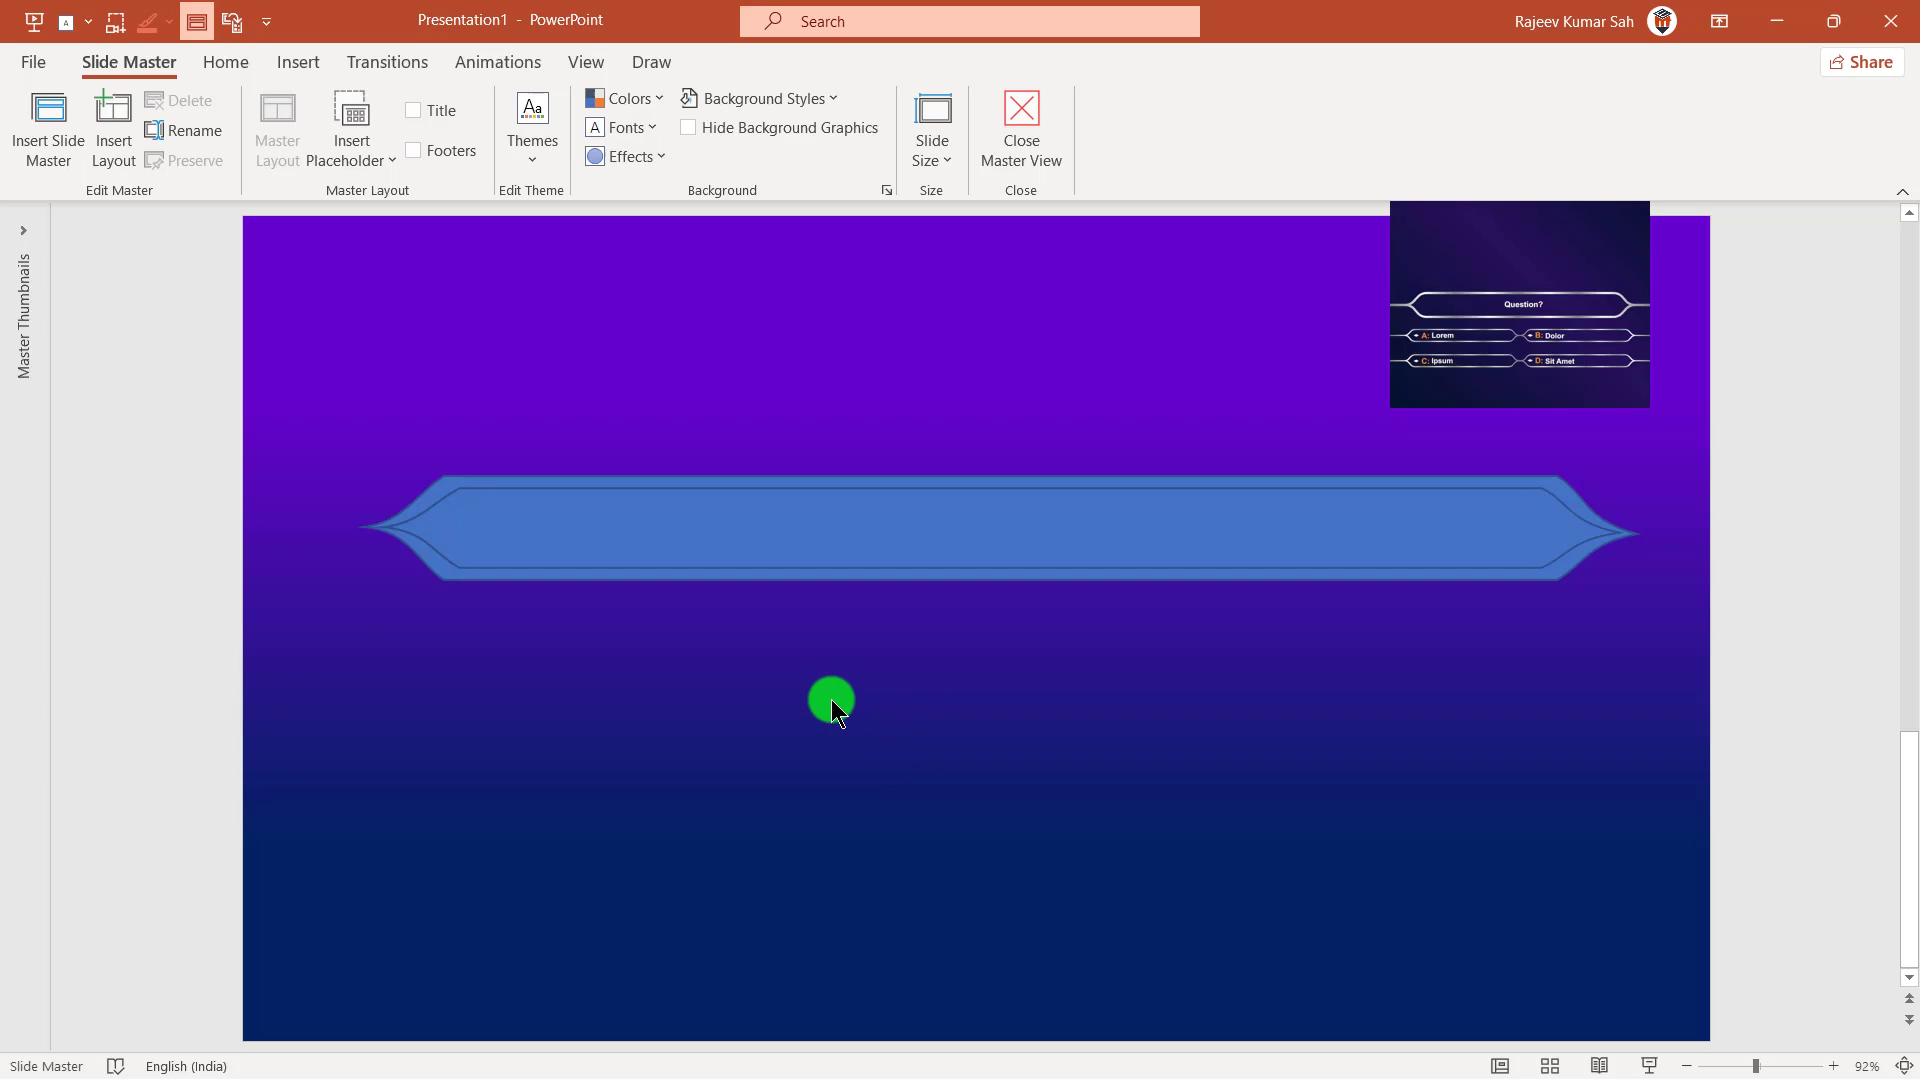 Presentation1 - PowerPoint
Search
Rajeev Kumar Sah
File
Slide Master
Home
Insert
Transitions
Animations
View
Draw
Share
Insert Slide Master
Insert Layout
Delete
Rename
Preserve
Edit Master
Master Layout
Insert Placeholder
Title
Footers
Master Layout
Aa
Themes
Edit Theme
Colors
A Fonts
Effects
Background Styles
Hide Background Graphics
Background
Slide Size
Size
Close Master View
Close
Master Thumbnails
Question?
A: Lorem
B: Dolor
C: Ipsum
D: Sit Amet
Slide Master
English (India)
92%